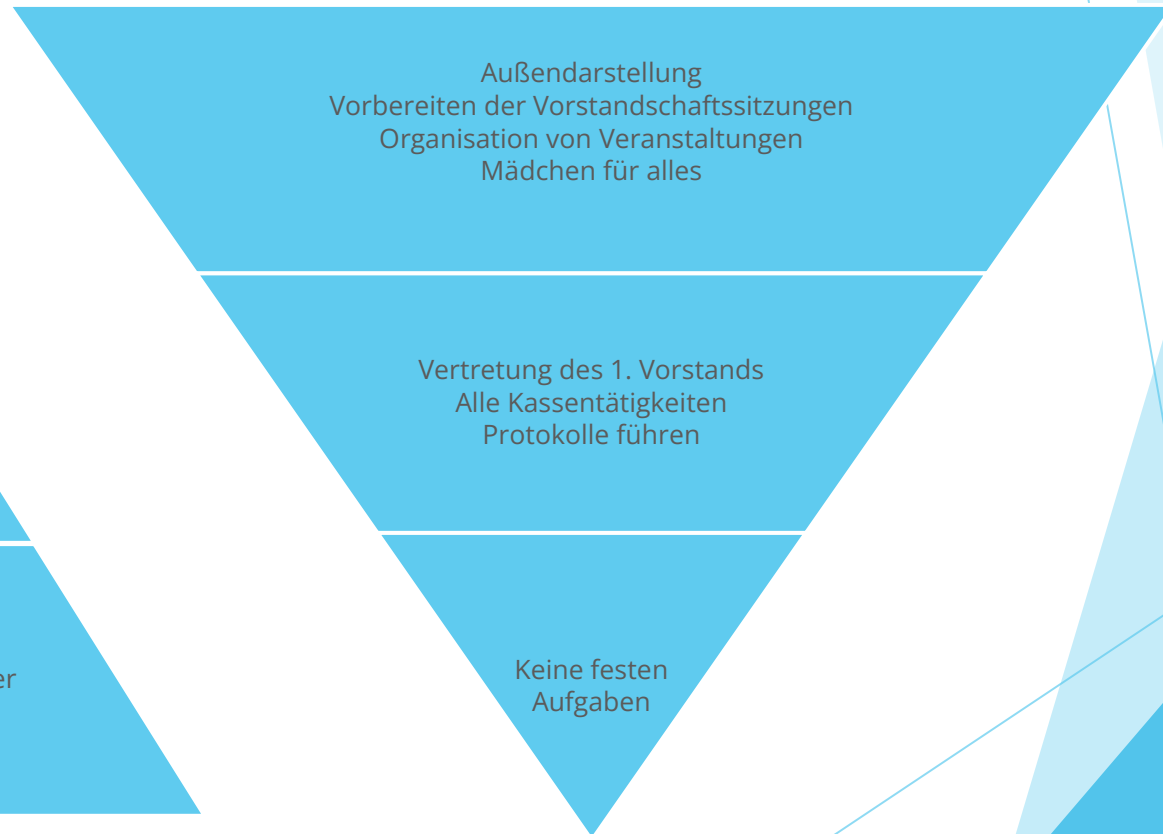 Außendarstellung
Vorbereiten der Vorstandschaftssitzungen
Organisation von Veranstaltungen
Mädchen für alles
Vertretung des 1. Vorstands
Alle Kassentätigkeiten
Protokolle führen
Keine festen
Aufgaben
er